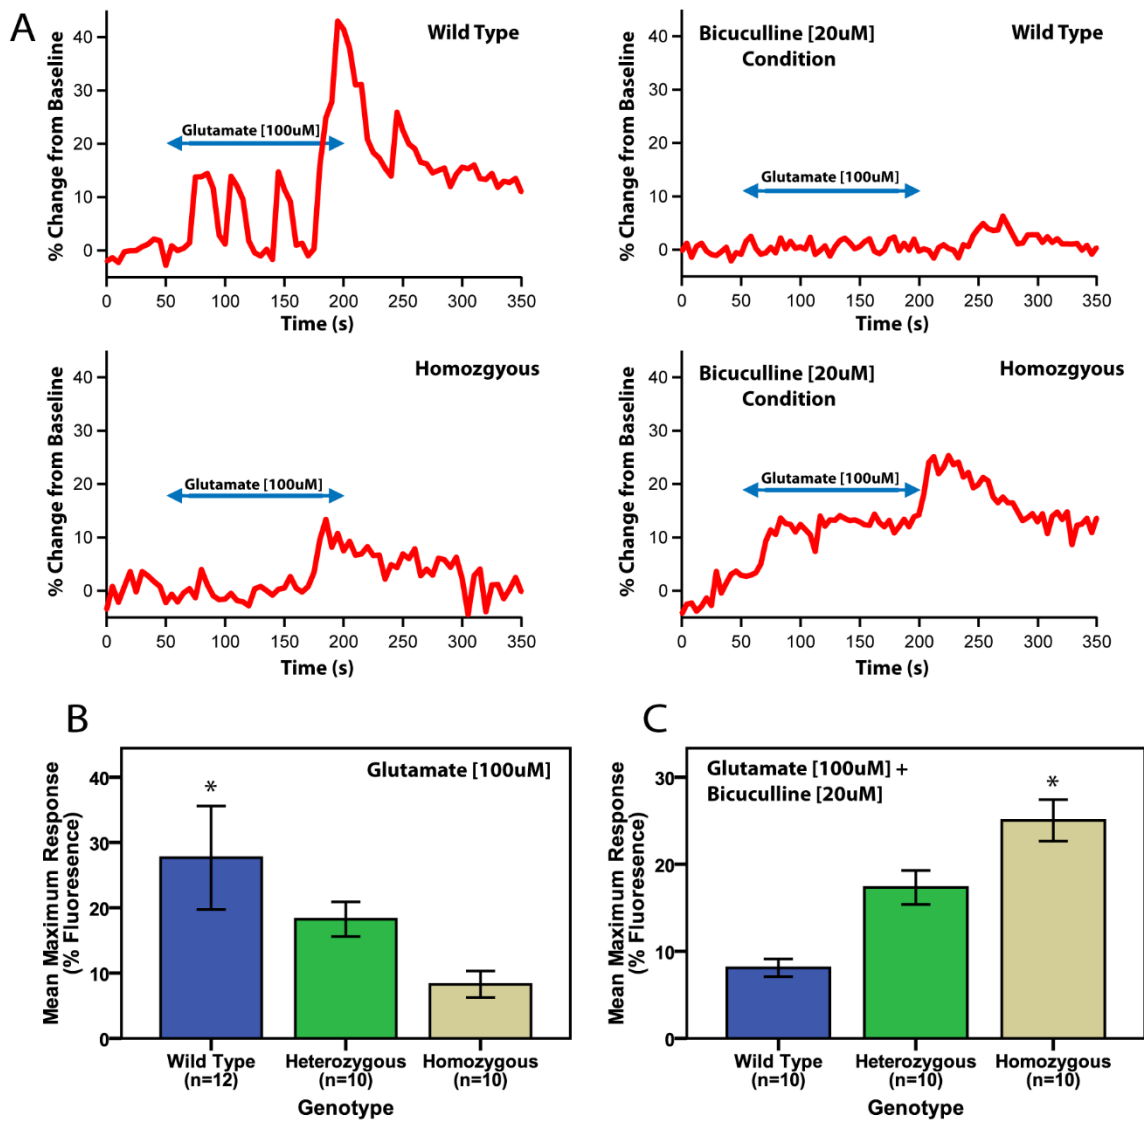 A
% Change from Baseline
40
30
20
10
0
Wild Type
Glutamate [100uM]
0 50 100 150 200 250 300 350
Time (s)
% Change from Baseline
40
30
20
10
0
Bicuculline [20uM]
Condition
Wild Type
Glutamate [100uM]
0 50 100 150 200 250 300 350
Time (s)
% Change from Baseline
40
30
20
10
0
Homozgyous
Glutamate [100uM]
0 50 100 150 200 250 300 350
Time (s)
% Change from Baseline
40
30
20
10
0
Bicuculline [20uM]
Condition
Homozgyous
Glutamate [100uM]
0 50 100 150 200 250 300 350
Time (s)
B
Mean Maximum Response
(% Fluoresence)
40
30
20
10
0
Glutamate [100uM]
*
Wild Type Heterozygous Homozygous
(n=12) (n=10) (n=10)
Genotype
C
Mean Maximum Response
(% Fluoresence)
30
20
10
0
Glutamate [100uM] +
Bicuculline [20uM]
*
Wild Type Heterozygous Homozygous
(n=10) (n=10) (n=10)
Genotype